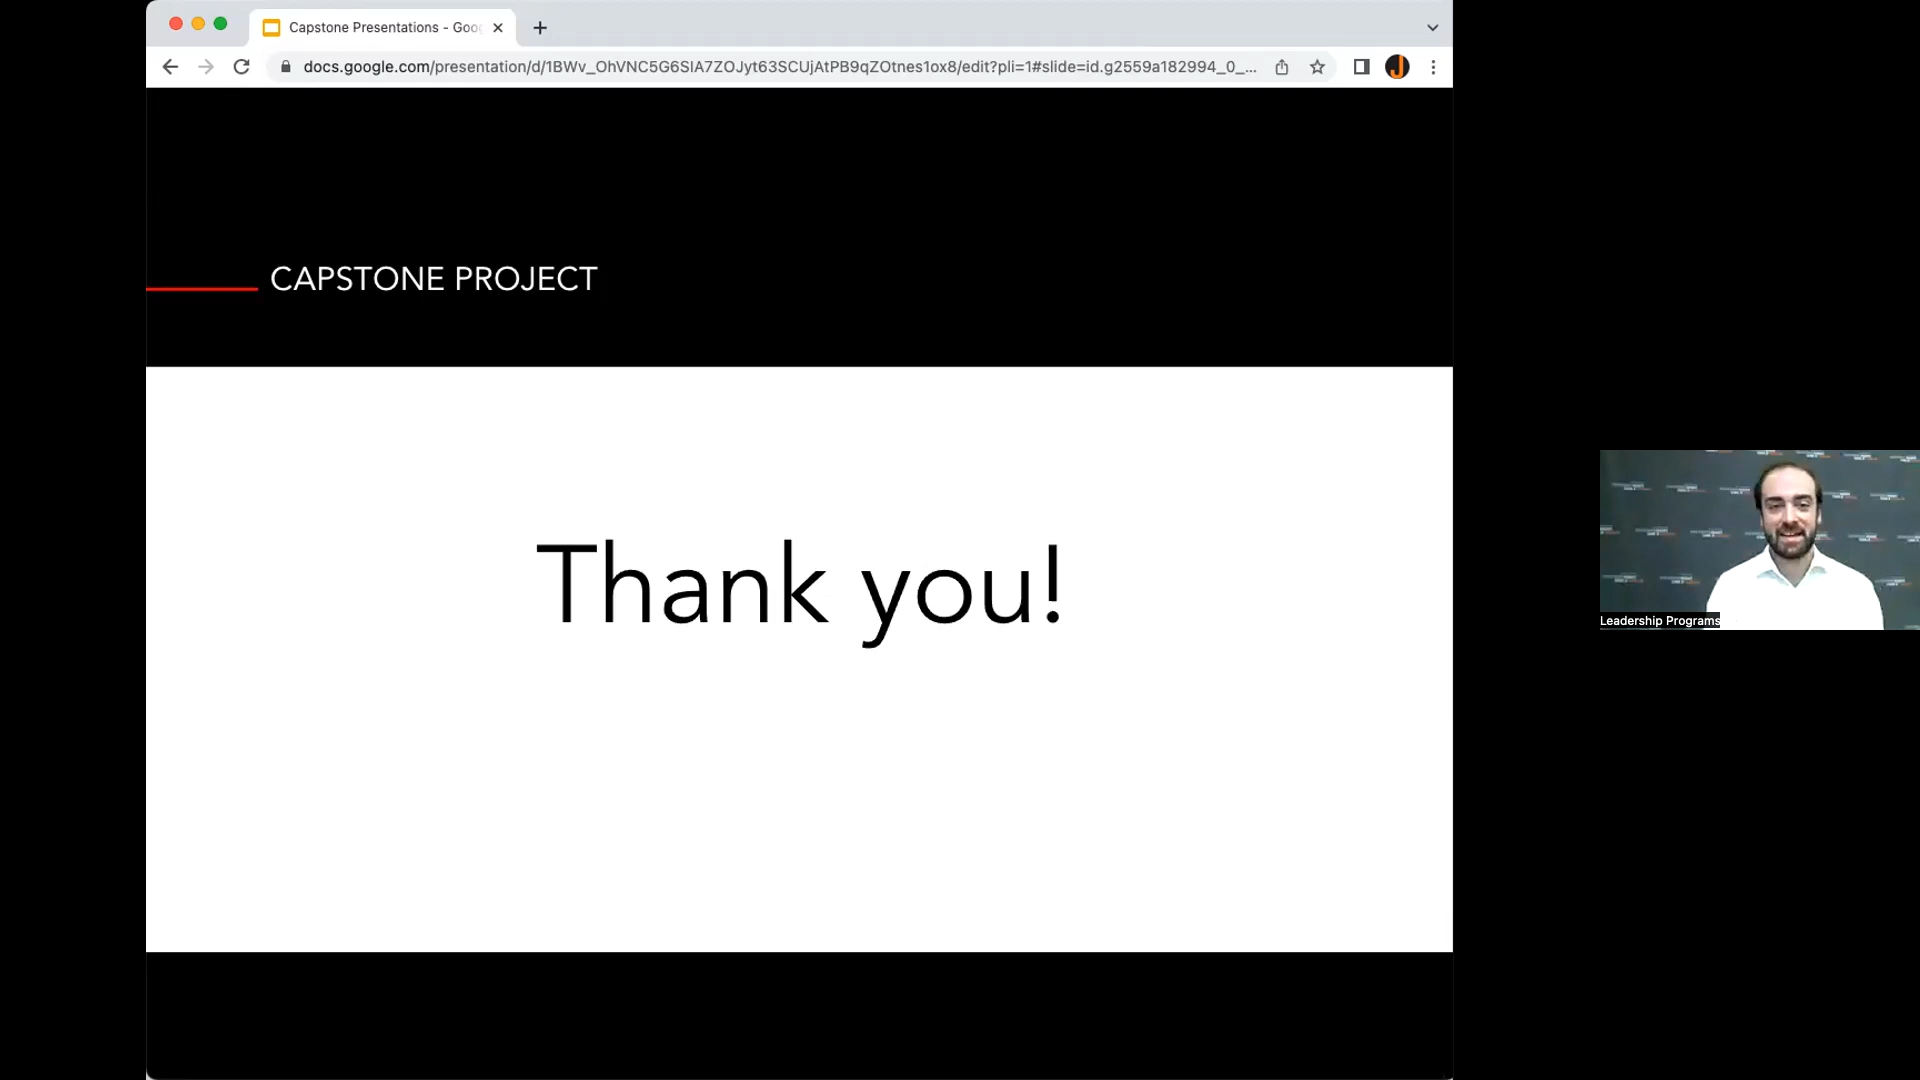 Capstone Presentations - Goo
docs.google.com/presentation/d/1BWv_OhVNC5G6SlA7ZOJyt63SCUjAtPB9qZOtnes1ox8/edit?pli=1#slide=id.g2559a182994_0_...
J
CAPSTONE PROJECT
Thank you!
Leadership Programs